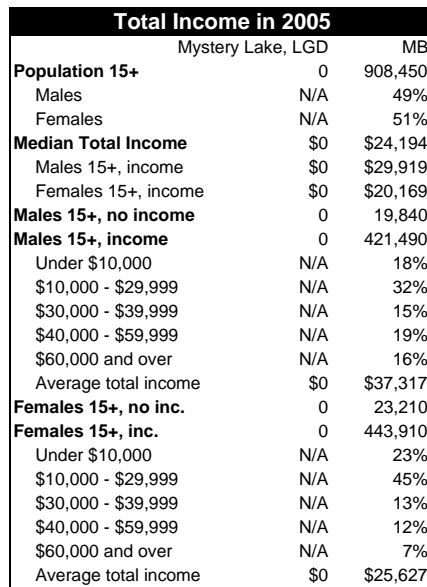 Total Income in 2005
Mystery Lake, LGD MB
Population 15+ 0 908,450
Males N/A 49%
Females N/A 51%
Median Total Income $0 $24,194
Males 15+, income $0 $29,919
Females 15+, income $0 $20,169
Males 15+, no income 0 19,840
Males 15+, income 0 421,490
Under $10,000 N/A 18%
$10,000 - $29,999 N/A 32%
$30,000 - $39,999 N/A 15%
$40,000 - $59,999 N/A 19%
$60,000 and over N/A 16%
Average total income $0 $37,317
Females 15+, no inc. 0 23,210
Females 15+, inc. 0 443,910
Under $10,000 N/A 23%
$10,000 - $29,999 N/A 45%
$30,000 - $39,999 N/A 13%
$40,000 - $59,999 N/A 12%
$60,000 and over N/A 7%
Average total income $0 $25,627